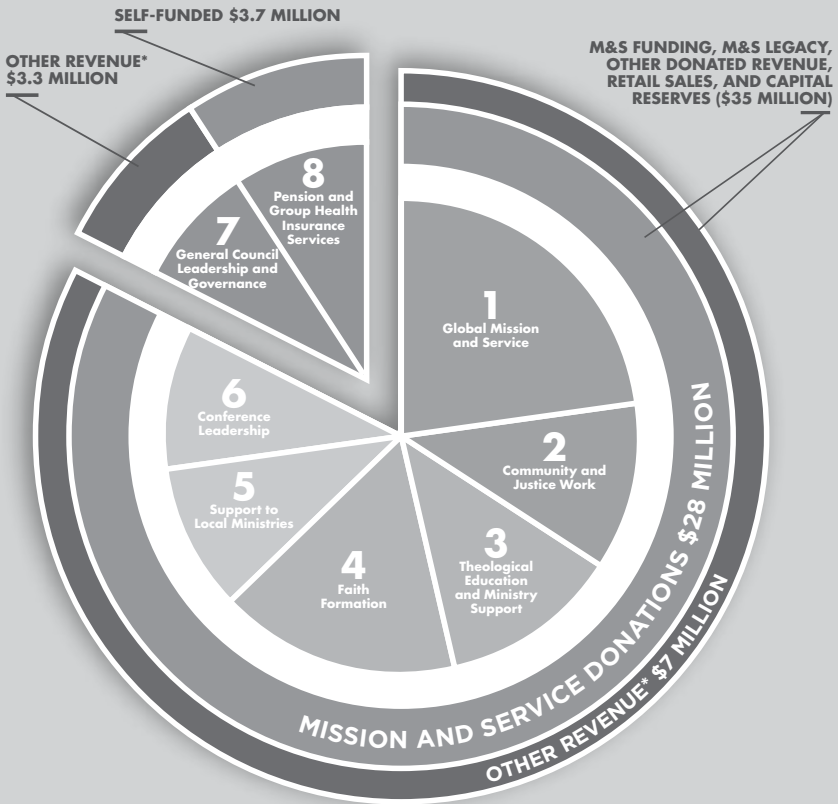 SELF-FUNDED $3.7 MILLION
OTHER REVENUE*
$3.3 MILLION
M&S FUNDING, M&S LEGACY,
OTHER DONATED REVENUE,
RETAIL SALES, AND CAPITAL
RESERVES ($35 MILLION)
8
Pension and
Group Health
Insurance
Services
7
General Council
Leadership and
Governance
1
Global Mission
and Service
2
Community and
Justice Work
3
Theological
Education
and Ministry
Support
4
Faith
Formation
5
Support to
Local Ministries
6
Conference
Leadership
MISSION AND SERVICE DONATIONS $28 MILLION
OTHER REVENUE* $7 MILLION